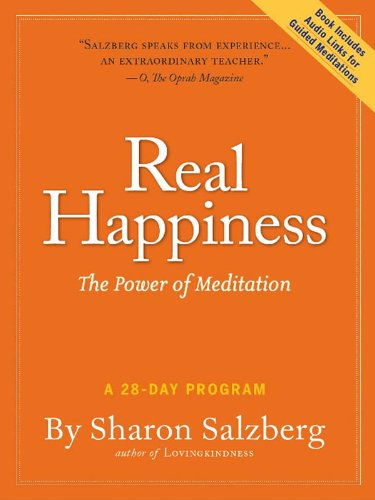 Book Includes
Audio Links for
Guided Meditations
“SALZBERG SPEAKS FROM EXPERIENCE...
AN EXTRAORDINARY TEACHER.”
—O, The Oprah Magazine
Real
Happiness
The Power of Meditation
A 28-DAY PROGRAM
By Sharon Salzberg
author of LOVINGKINDNESS